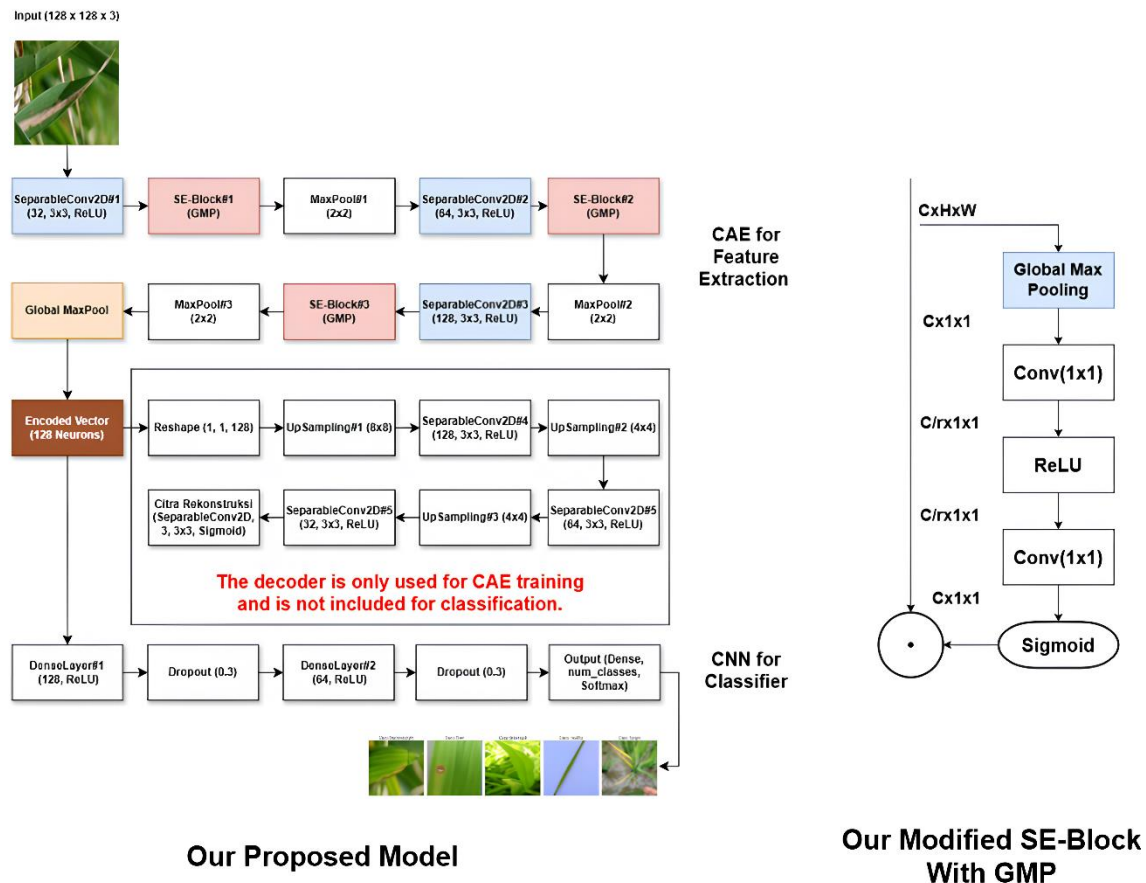 Input (128 x 128 x 3)
SeparableConv2D#1
(32, 3x3, ReLU)
SE-Block#1
(GMP)
MaxPool#1
(2x2)
SeparableConv2D#2
(64, 3x3, ReLU)
SE-Block#2
(GMP)
CAE for
Feature
Extraction
Global MaxPool
MaxPool#3
(2x2)
SE-Block#3
(GMP)
SeparableConv2D#3
(128, 3x3, ReLU)
MaxPool#2
(2x2)
Encoded Vector
(128 Neurons)
Reshape (1, 1, 128)
UpSampling#1 (8x8)
SeparableConv2D#4
(128, 3x3, ReLU)
UpSampling#2 (4x4)
Citra Rekonstruksi
(SeparableConv2D,
3, 3x3, Sigmoid)
SeparableConv2D#5
(32, 3x3, ReLU)
UpSampling#3 (4x4)
SeparableConv2D#5
(64, 3x3, ReLU)
The decoder is only used for CAE training
and is not included for classification.
DenseLayer#1
(128, ReLU)
Dropout (0.3)
DenseLayer#2
(64, ReLU)
Dropout (0.3)
Output (Dense,
num_classes,
Softmax)
CNN for
Classifier
Our Proposed Model
CxHxW
Global Max
Pooling
Cx1x1
Conv(1x1)
C/rx1x1
ReLU
C/rx1x1
Conv(1x1)
Cx1x1
Sigmoid
Our Modified SE-Block
With GMP